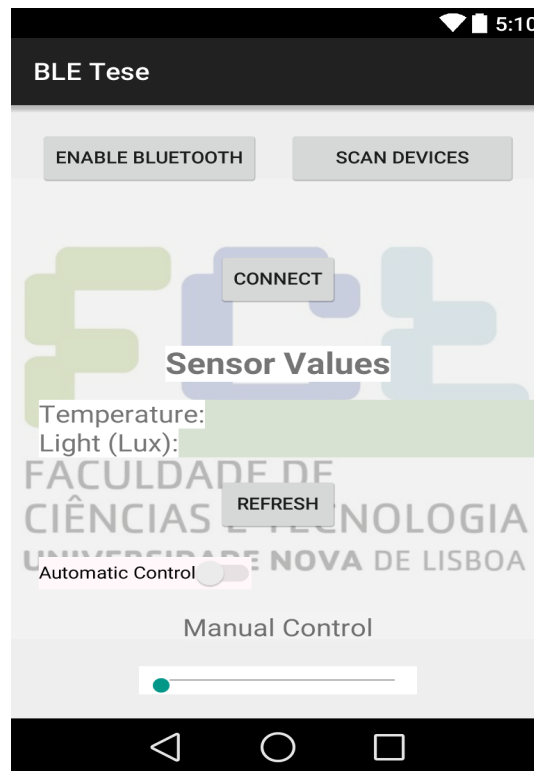 5:10
BLE Tese
ENABLE BLUETOOTH SCAN DEVICES
CONNECT
Sensor Values
Temperature:
Light (Lux):
FACULDADE DE
CIÊNCIAS E TECNOLOGIA
REFRESH
UNIVERSIDADE NOVA DE LISBOA
Automatic Control
Manual Control